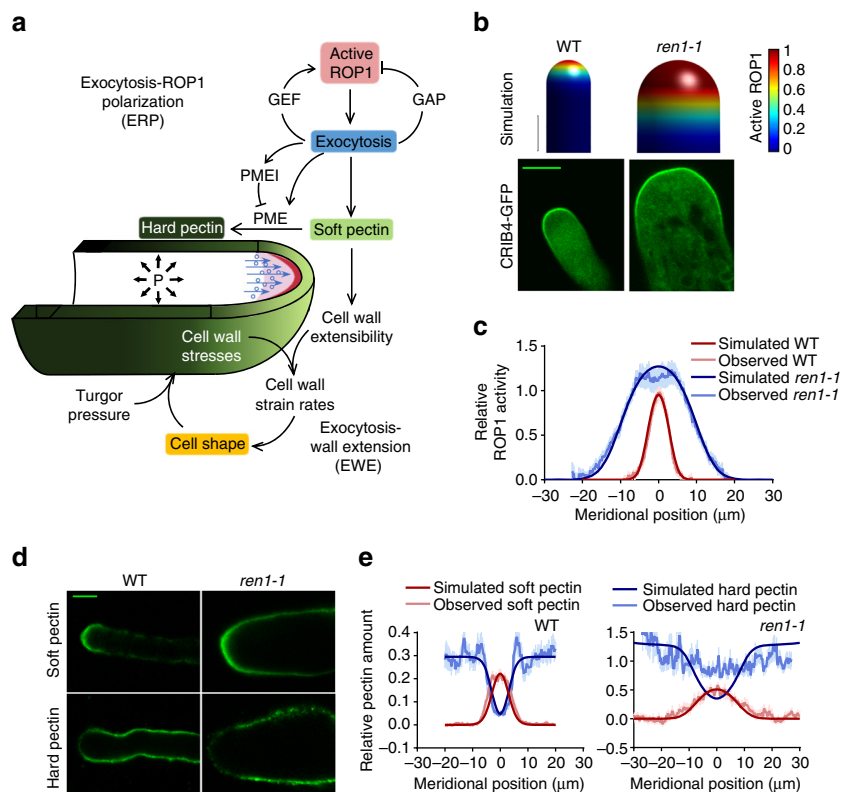 a
Exocytosis-ROP1
polarization
(ERP)
Active
ROP1
GEF
GAP
Exocytosis
PMEI
PME
Hard pectin
Soft pectin
P
Cell wall
extensibility
Cell wall
stresses
Cell wall
strain rates
Turgor
pressure
Cell shape
Exocytosis-
wall extension
(EWE)
b
WT
ren1-1
Simulation
CRIB4-GFP
1
0.8
0.6
0.4
0.2
0
Active ROP1
c
Simulated WT
Observed WT
Simulated ren1-1
Observed ren1-1
Relative
ROP1 activity
1.5
1.0
0.5
0.0
−30 −20 −10 0 10 20 30
Meridional position (μm)
d
WT
ren1-1
Soft pectin
Hard pectin
e
Simulated soft pectin
Observed soft pectin
Simulated hard pectin
Observed hard pectin
WT
ren1-1
Relative pectin amount
0.4
0.3
0.2
0.1
0.0
−0.1
−20 −10 0 10 20
Meridional position (μm)
1.5
1.0
0.5
0.0
−0.5
−30 −20 −10 0 10 20 30
Meridional position (μm)